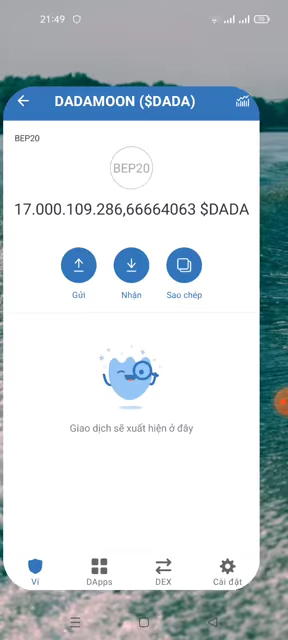 21:49
DADAMOON ($DADA)
BEP20
BEP20
17.000.109.286,66664063 $DADA
Gửi
Nhận
Sao chép
Giao dịch sẽ xuất hiện ở đây
Ví
DApps
DEX
Cài đặt